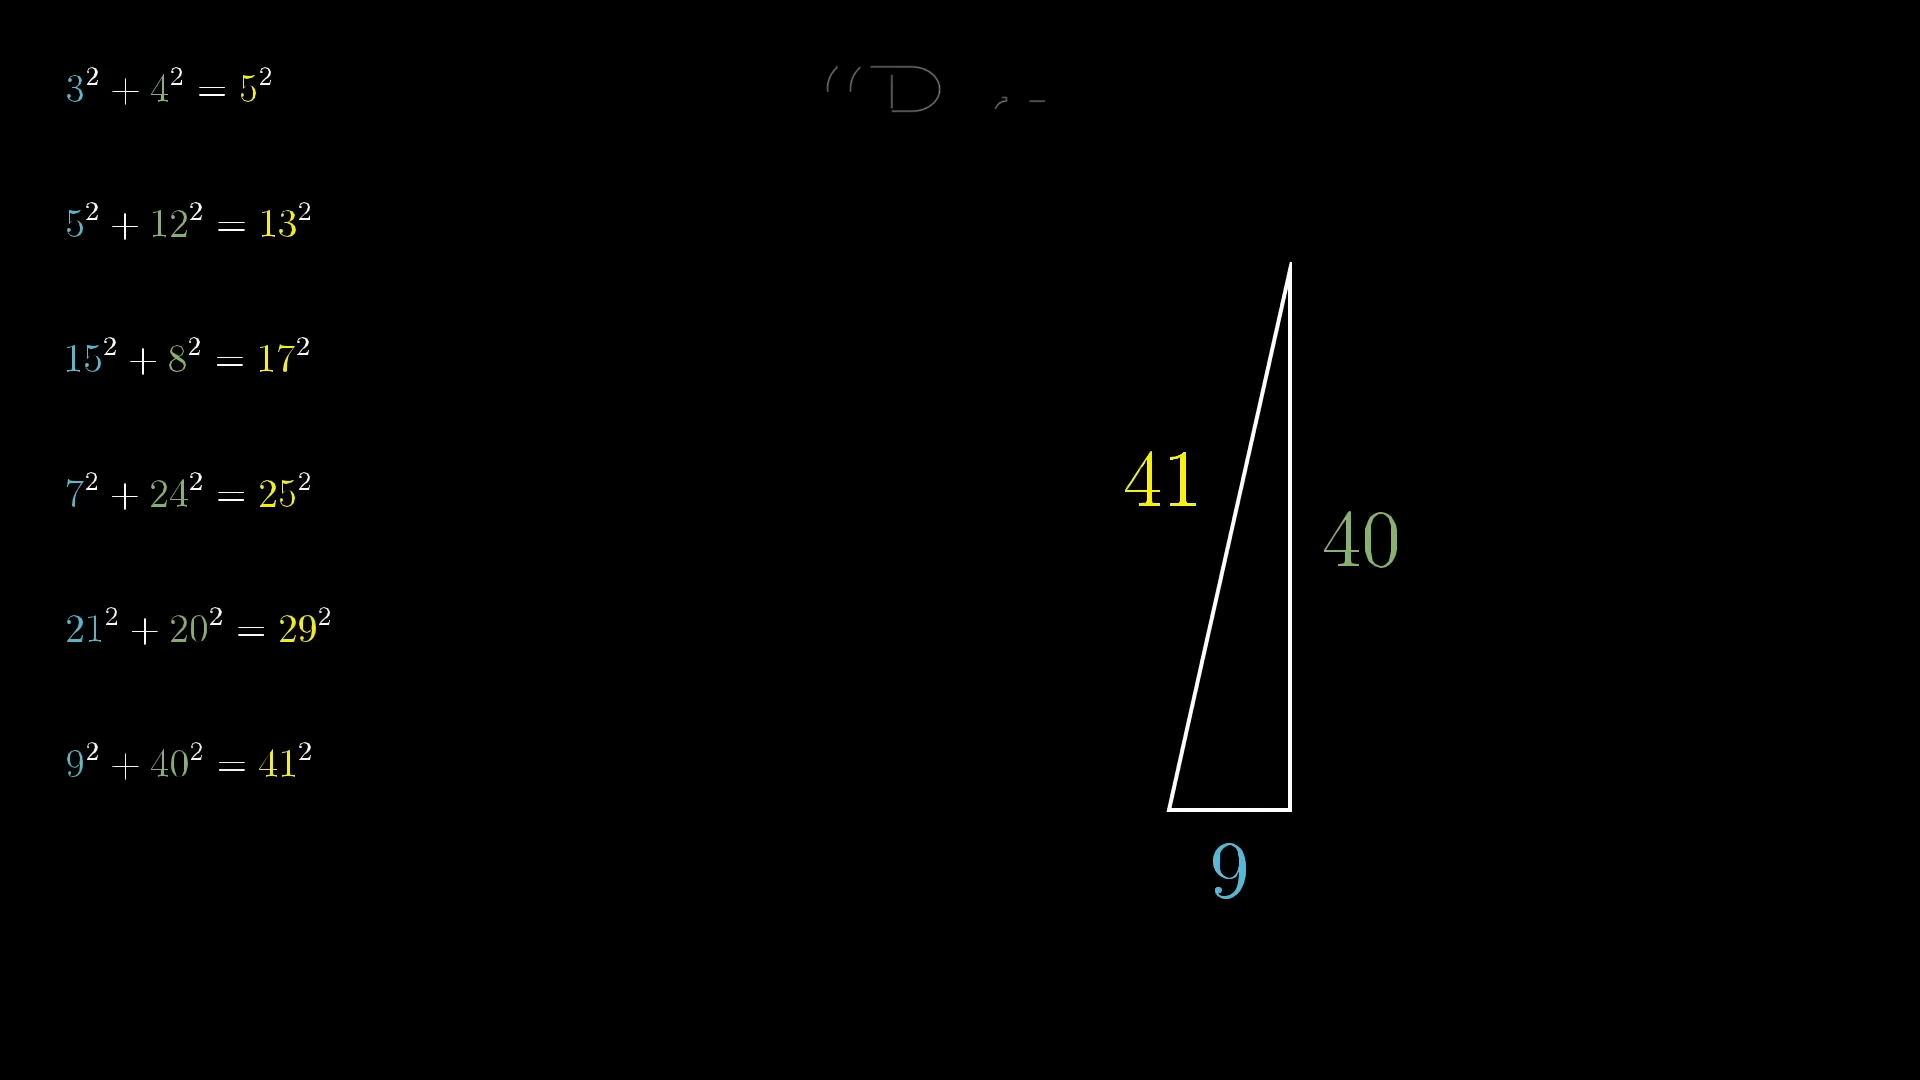 3² + 4² = 5²
5² + 12² = 13²
15² + 8² = 17²
7² + 24² = 25²
21² + 20² = 29²
9² + 40² = 41²
41
40
9